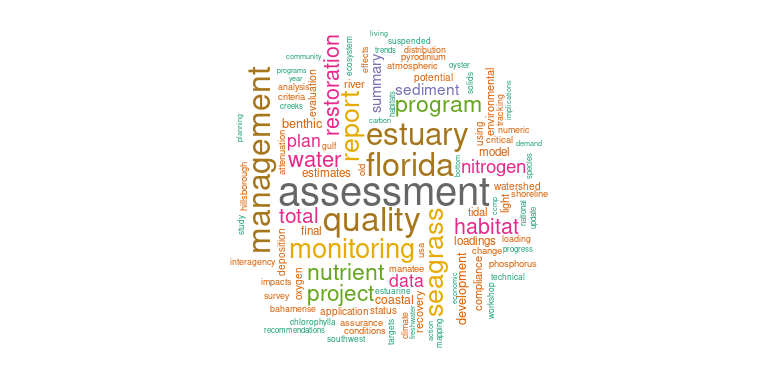 living
suspended
trends
distribution
community
ecosystem
effects
pyrodinium
atmospheric
oyster
programs
year
analysis
criteria
creeks
evaluation
restoration
river
summary
potential
sediment
solids
environmental
tracking
implications
management
report
habitats
program
planning
benthic
carbon
estuary
using
numeric
critical
demand
plan
gulf
model
attenuation
water
old
florida
bottom
nitrogen
species
hillsborough
estimates
assessment
watershed
light
shoreline
ccmp
national
update
study
total
quality
seagrass
tidal
habitat
final
monitoring
usa
loadings
loading
change
progress
interagency
deposition
oxygen
nutrient
manatee
phosphorus
impacts
data
economic
development
compliance
technical
survey
project
estuarine
coastal
recovery
workshop
bahamense
application
status
climate
freshwater
action
mapping
chlorophylla
assurance
recommendations
conditions
targets
southwest